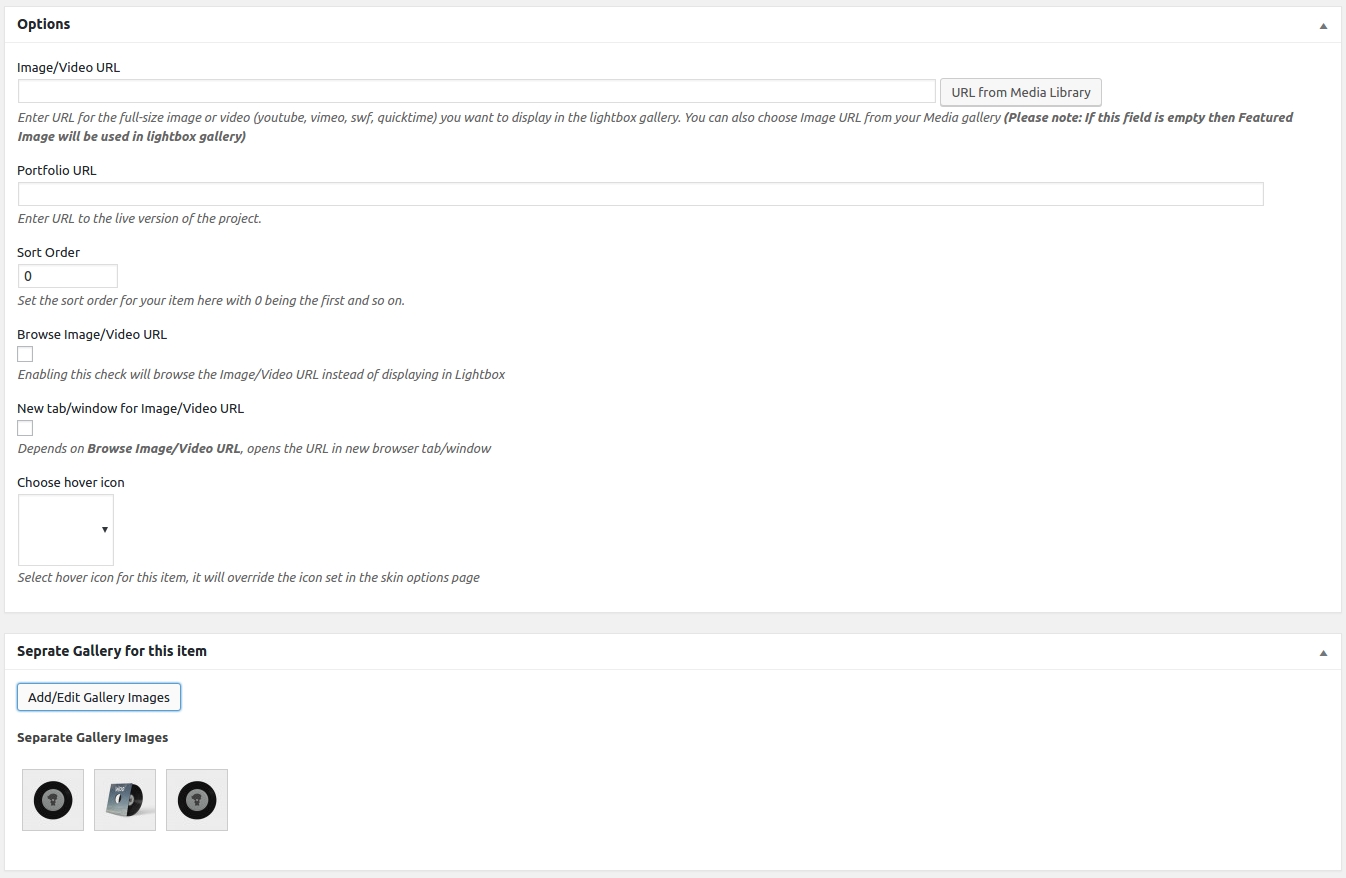 Options
Image/Video URL
URL from Media Library
Enter URL for the full-size image or video (youtube, vimeo, swf, quicktime) you want to display in the lightbox gallery. You can also choose Image URL from your Media gallery (Please note: If this field is empty then Featured
Image will be used in lightbox gallery)
Portfolio URL
Enter URL to the live version of the project.
Sort Order
0
Set the sort order for your item here with 0 being the first and so on.
Browse Image/Video URL
Enabling this check will browse the Image/Video URL instead of displaying in Lightbox
New tab/window for Image/Video URL
Depends on Browse Image/Video URL, opens the URL in new browser tab/window
Choose hover icon
Select hover icon for this item, it will override the icon set in the skin options page
Seprate Gallery for this item
Add/Edit Gallery Images
Separate Gallery Images